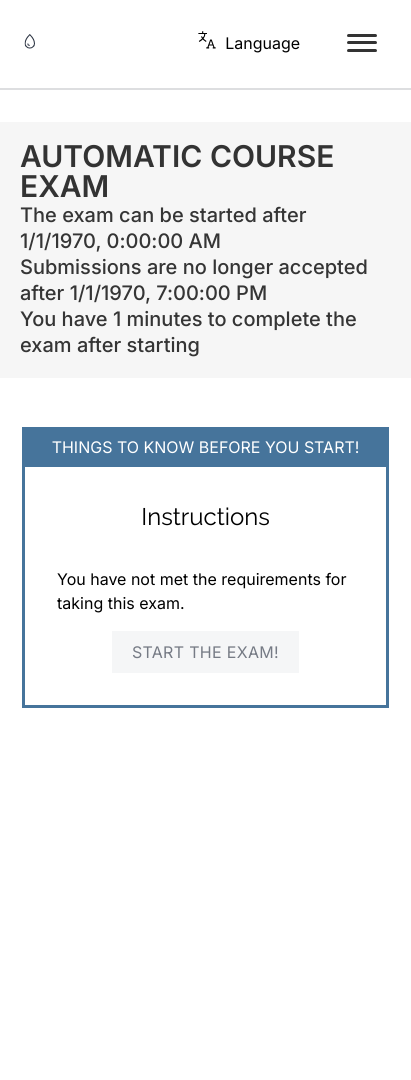 Language
AUTOMATIC COURSE
EXAM
The exam can be started after
1/1/1970, 0:00:00 AM
Submissions are no longer accepted
after 1/1/1970, 7:00:00 PM
You have 1 minutes to complete the
exam after starting
THINGS TO KNOW BEFORE YOU START!
Instructions
You have not met the requirements for
taking this exam.
START THE EXAM!